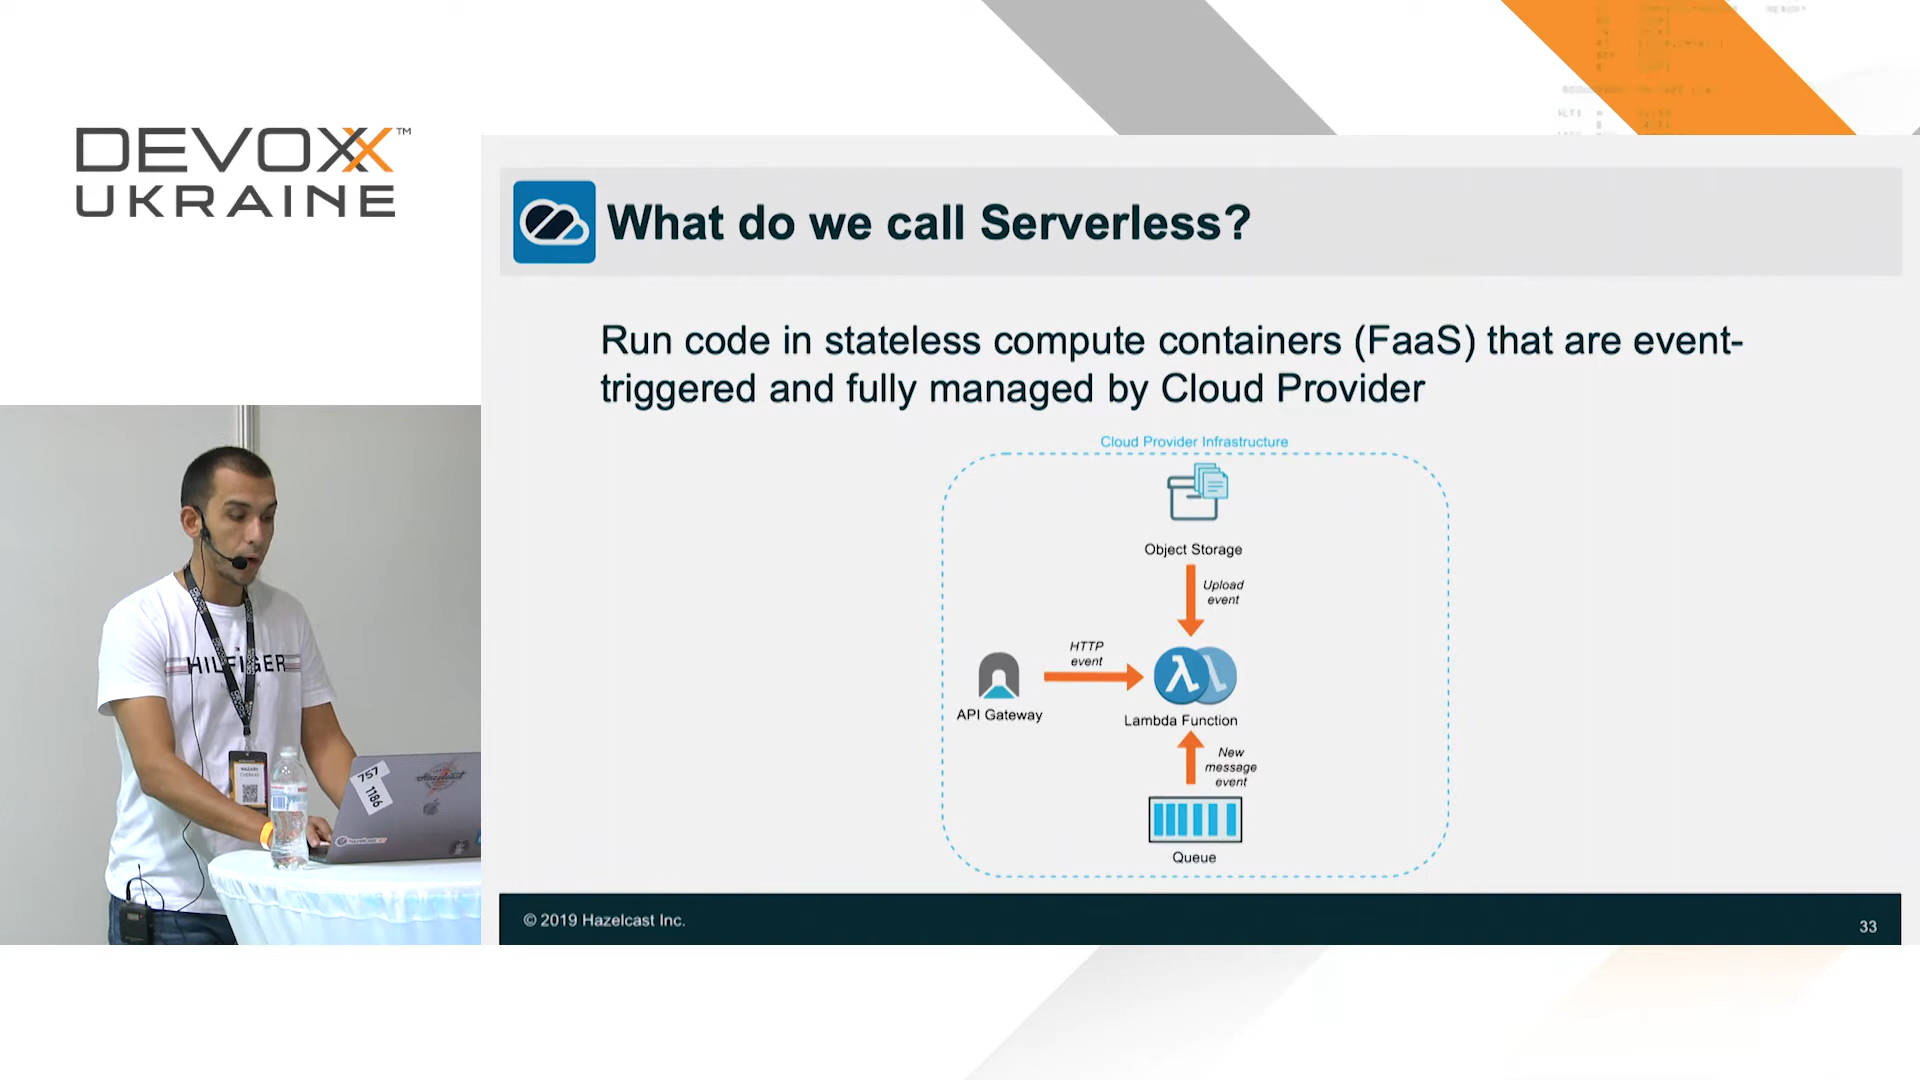 DEVOXX™
UKRAINE
What do we call Serverless?
Run code in stateless compute containers (FaaS) that are event-
triggered and fully managed by Cloud Provider
Cloud Provider Infrastructure
Object Storage
Upload
event
HTTP
event
API Gateway
Lambda Function
New
message
event
Queue
© 2019 Hazelcast Inc.
33
HILFIGER
757
1186